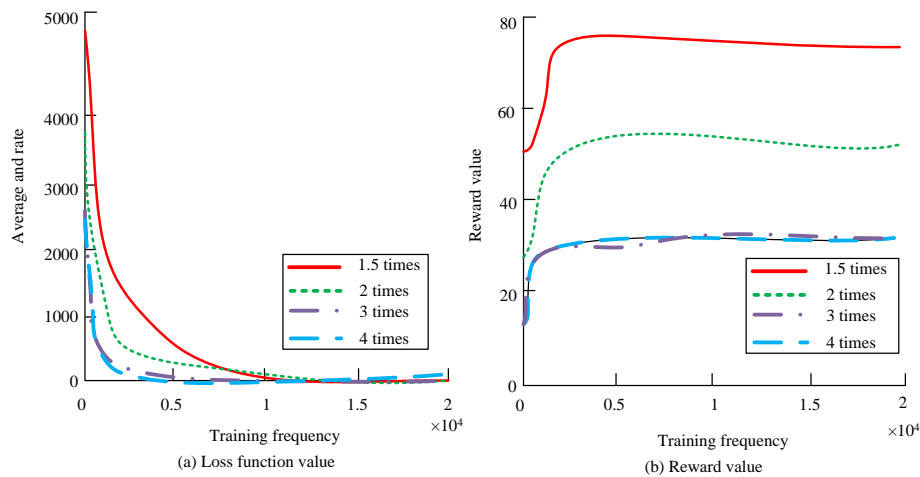 5000
4000
3000
2000
1000
0
Average and rate
1.5 times
2 times
3 times
4 times
0
0.5
1
1.5
2
×10⁴
Training frequency
(a) Loss function value
80
60
40
20
0
Reward value
1.5 times
2 times
3 times
4 times
0
0.5
1
1.5
2
×10⁴
Training frequency
(b) Reward value